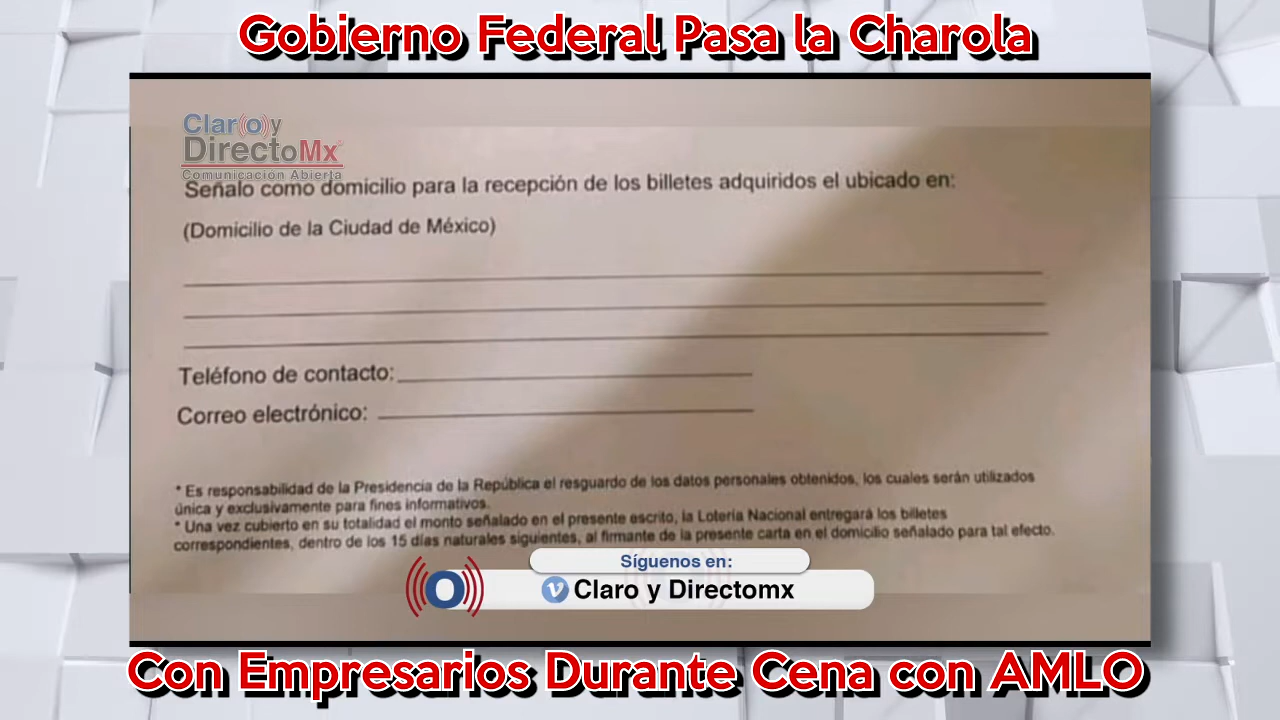 Gobierno Federal Pasa la Charola
Clar(o)y
DirectoMx
Comunicación Abierta
Señalo como domicilio para la recepción de los billetes adquiridos el ubicado en:
(Domicilio de la Ciudad de México)
Teléfono de contacto:
Correo electrónico:
* Es responsabilidad de la Presidencia de la República el resguardo de los datos personales obtenidos, los cuales serán utilizados
única y exclusivamente para fines informativos.
* Una vez cubierto en su totalidad el monto señalado en el presente escrito, la Lotería Nacional entregará los billetes
correspondientes, dentro de los 15 días naturales siguientes, al firmante de la presente carta en el domicilio señalado para tal efecto.
Síguenos en:
Claro y Directomx
Con Empresarios Durante Cena con AMLO